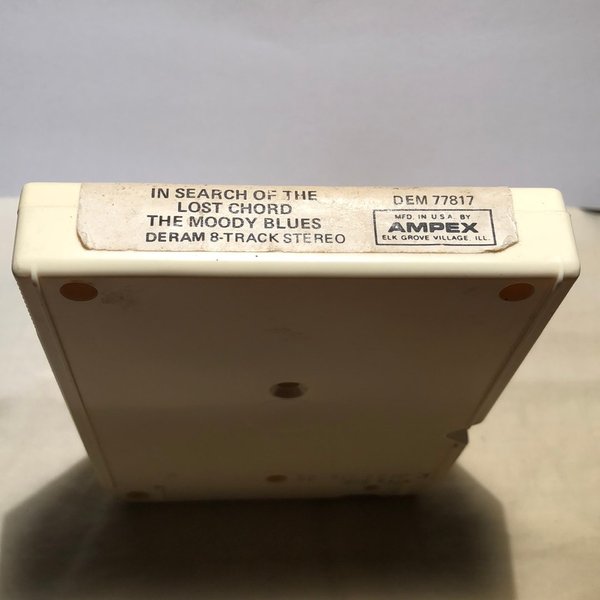 IN SEARCH OF THE
LOST CHORD
THE MOODY BLUES
DERAM 8-TRACK STEREO
DEM 77817
MFD. IN U.S.A. BY
AMPEX
ELK GROVE VILLAGE, ILL.